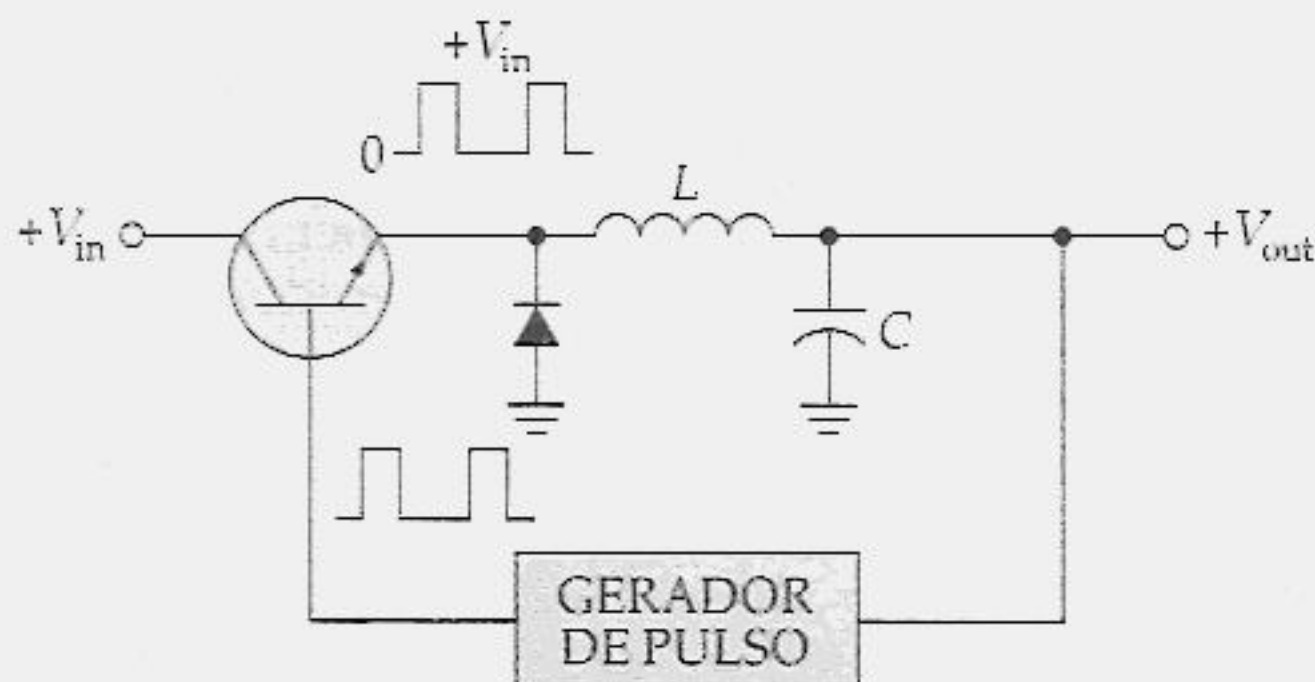 +Vin
0
L
+Vin
+Vout
C
GERADOR
DE PULSO